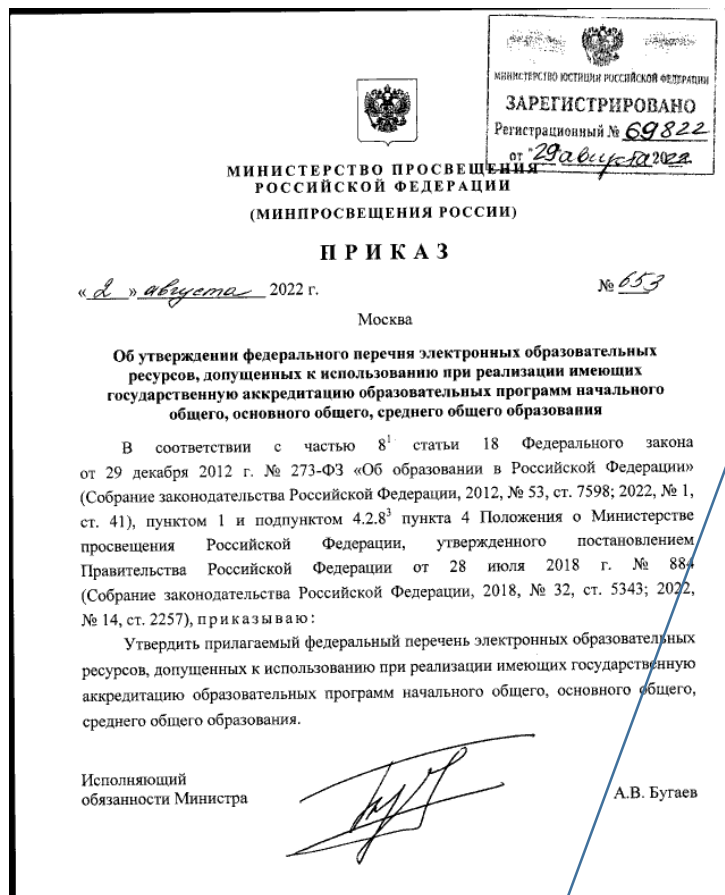 МИНИСТЕРСТВО ЮСТИЦИИ РОССИЙСКОЙ ФЕДЕРАЦИИ
ЗАРЕГИСТРИРОВАНО
Регистрационный № 69822
от "29 августа 2022
МИНИСТЕРСТВО ПРОСВЕЩЕНИЯ
РОССИЙСКОЙ ФЕДЕРАЦИИ
(МИНПРОСВЕЩЕНИЯ РОССИИ)
ПРИКАЗ
« 2 » августа 2022 г. № 653
Москва
Об утверждении федерального перечня электронных образовательных
ресурсов, допущенных к использованию при реализации имеющих
государственную аккредитацию образовательных программ начального
общего, основного общего, среднего общего образования
В соответствии с частью 8¹ статьи 18 Федерального закона
от 29 декабря 2012 г. № 273-ФЗ «Об образовании в Российской Федерации»
(Собрание законодательства Российской Федерации, 2012, № 53, ст. 7598; 2022, № 1,
ст. 41), пунктом 1 и подпунктом 4.2.8³ пункта 4 Положения о Министерстве
просвещения Российской Федерации, утвержденного постановлением
Правительства Российской Федерации от 28 июля 2018 г. № 884
(Собрание законодательства Российской Федерации, 2018, № 32, ст. 5343; 2022,
№ 14, ст. 2257), приказываю:
Утвердить прилагаемый федеральный перечень электронных образовательных
ресурсов, допущенных к использованию при реализации имеющих государственную
аккредитацию образовательных программ начального общего, основного общего,
среднего общего образования.
Исполняющий
обязанности Министра А.В. Бугаев